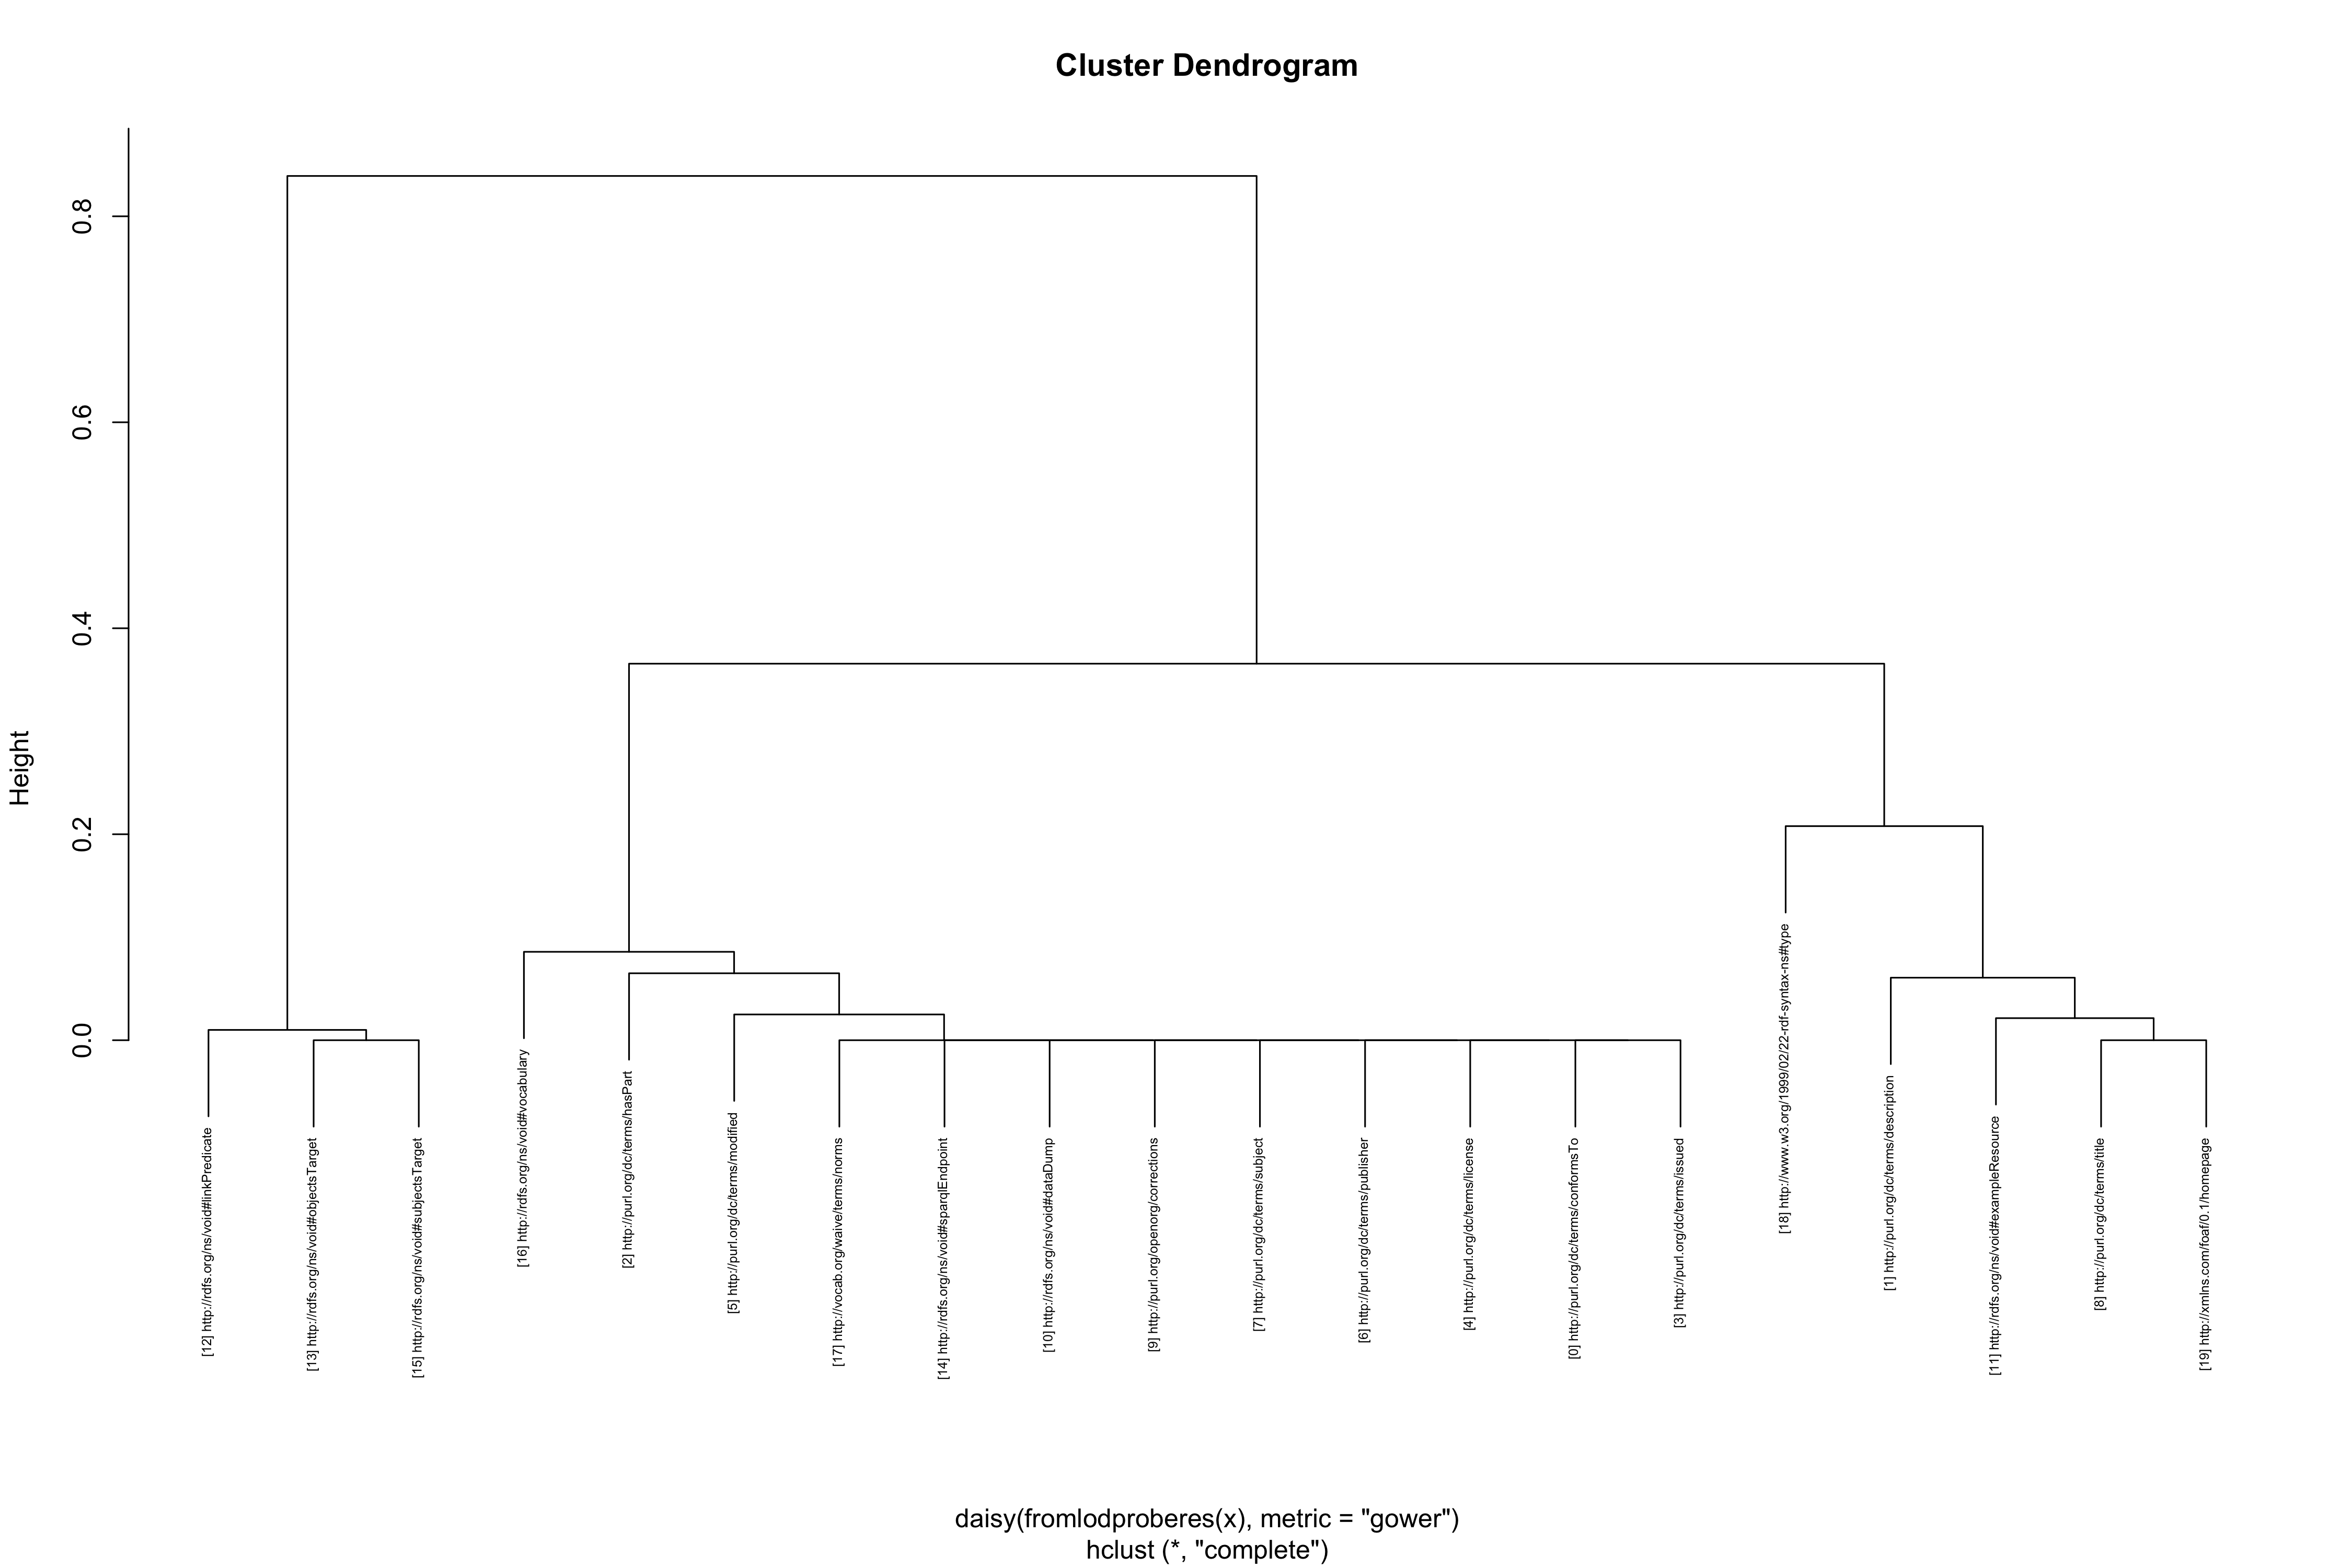 Cluster Dendrogram
Height
0.0
0.2
0.4
0.6
0.8
[12] http://rdfs.org/ns/void#linkPredicate
[13] http://rdfs.org/ns/void#objectsTarget
[15] http://rdfs.org/ns/void#subjectsTarget
[16] http://rdfs.org/ns/void#vocabulary
[2] http://purl.org/dc/terms/hasPart
[5] http://purl.org/dc/terms/modified
[17] http://vocab.org/waive/terms/norms
[14] http://rdfs.org/ns/void#sparqlEndpoint
[10] http://rdfs.org/ns/void#dataDump
[9] http://purl.org/openorg/corrections
[7] http://purl.org/dc/terms/subject
[6] http://purl.org/dc/terms/publisher
[4] http://purl.org/dc/terms/license
[0] http://purl.org/dc/terms/conformsTo
[3] http://purl.org/dc/terms/issued
[18] http://www.w3.org/1999/02/22-rdf-syntax-ns#type
[1] http://purl.org/dc/terms/description
[11] http://rdfs.org/ns/void#exampleResource
[8] http://purl.org/dc/terms/title
[19] http://xmlns.com/foaf/0.1/homepage
daisy(fromlodproberes(x), metric = "gower")
hclust (*, "complete")